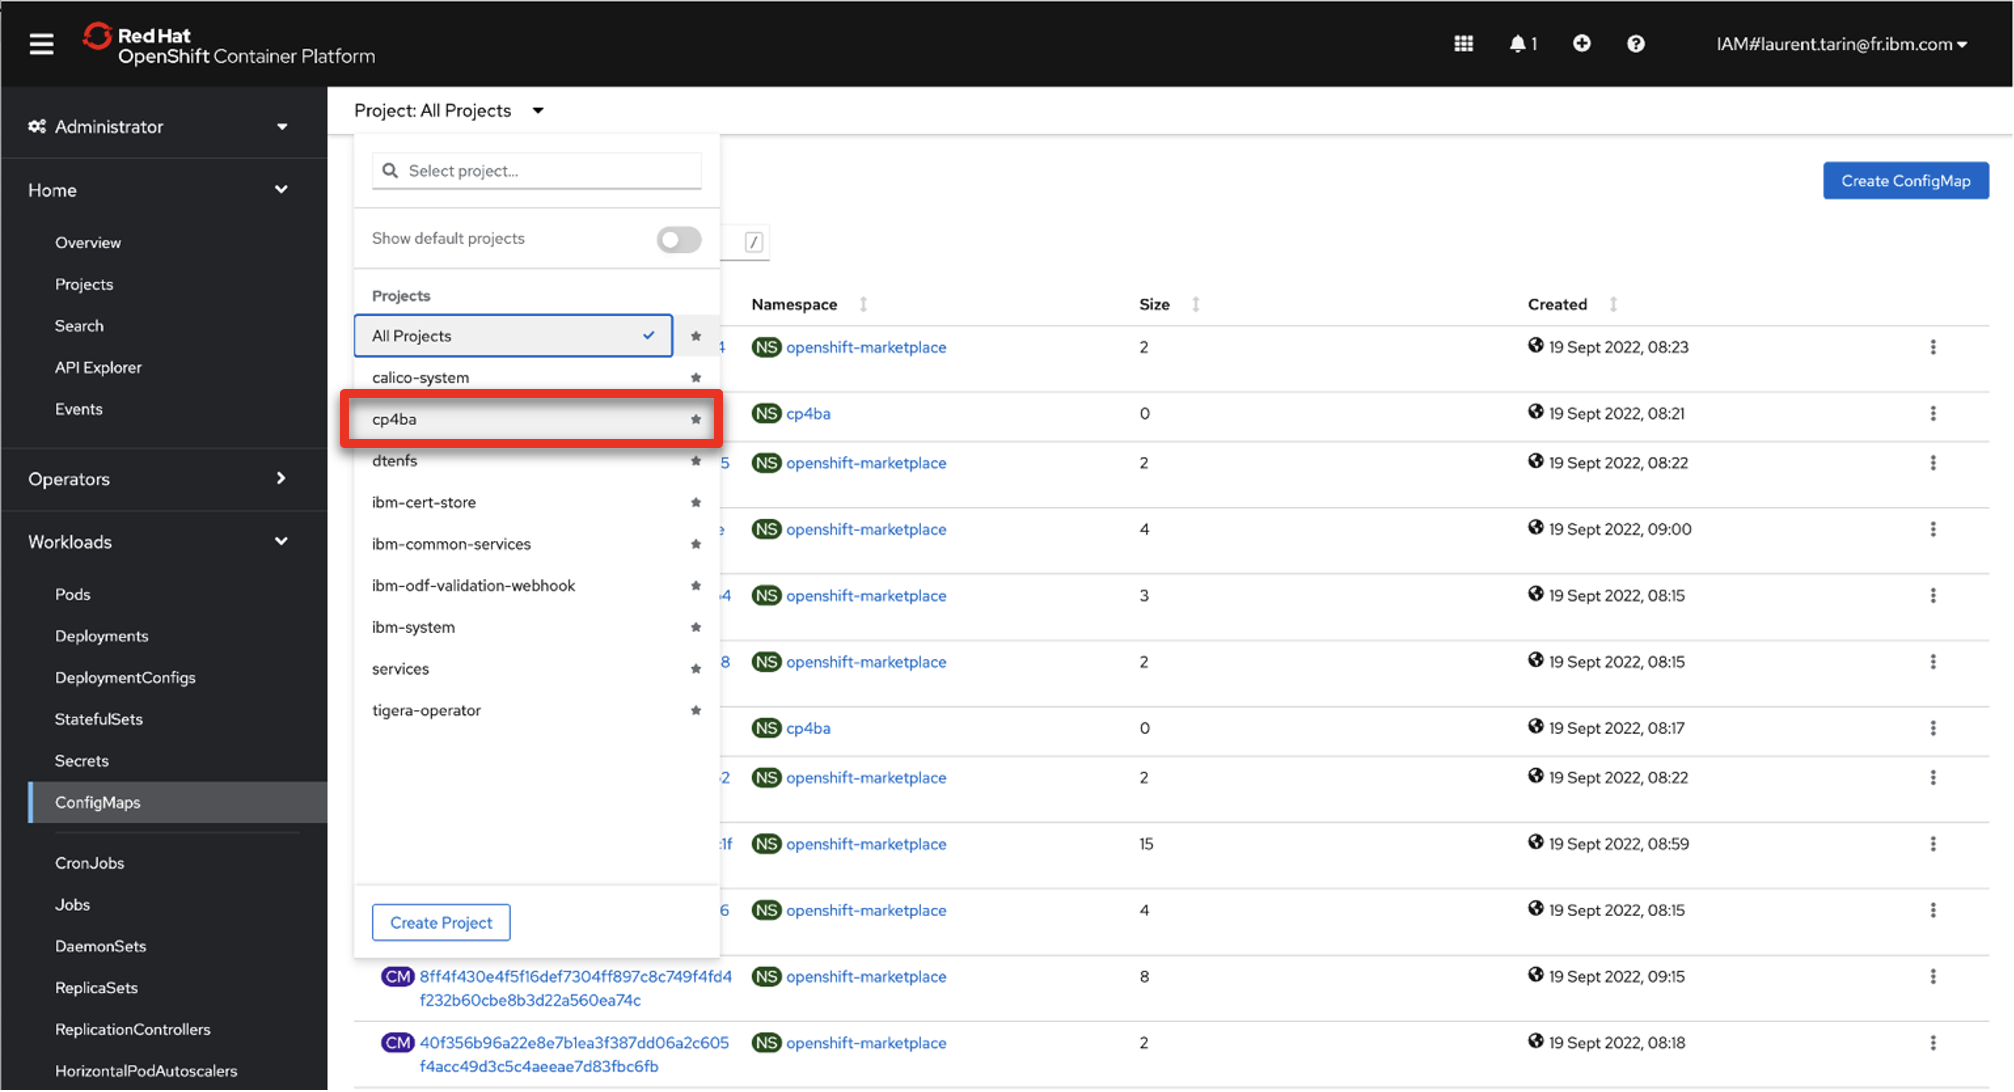 Red Hat
OpenShift Container Platform
1
IAM#laurent.tarin@fr.ibm.com
Administrator
Home
Overview
Projects
Search
API Explorer
Events
Operators
Workloads
Pods
Deployments
DeploymentConfigs
StatefulSets
Secrets
ConfigMaps
CronJobs
Jobs
DaemonSets
ReplicaSets
ReplicationControllers
HorizontalPodAutoscalers
Project: All Projects
Select project...
Show default projects
Projects
All Projects
calico-system
cp4ba
dtenfs
ibm-cert-store
ibm-common-services
ibm-odf-validation-webhook
ibm-system
services
tigera-operator
Create Project
Create ConfigMap
/
Namespace Size Created
4 NS openshift-marketplace 2 19 Sept 2022, 08:23
NS cp4ba 0 19 Sept 2022, 08:21
5 NS openshift-marketplace 2 19 Sept 2022, 08:22
NS openshift-marketplace 4 19 Sept 2022, 09:00
4 NS openshift-marketplace 3 19 Sept 2022, 08:15
8 NS openshift-marketplace 2 19 Sept 2022, 08:15
NS cp4ba 0 19 Sept 2022, 08:17
2 NS openshift-marketplace 2 19 Sept 2022, 08:22
1f NS openshift-marketplace 15 19 Sept 2022, 08:59
6 NS openshift-marketplace 4 19 Sept 2022, 08:15
CM 8ff4f430e4f5f16def7304ff897c8c749f4fd4 NS openshift-marketplace 8 19 Sept 2022, 09:15
f232b60cbe8b3d22a560ea74c
CM 40f356b96a22e8e7b1ea3f387dd06a2c605 NS openshift-marketplace 2 19 Sept 2022, 08:18
f4acc49d3c5c4aeeae7d83fbc6fb